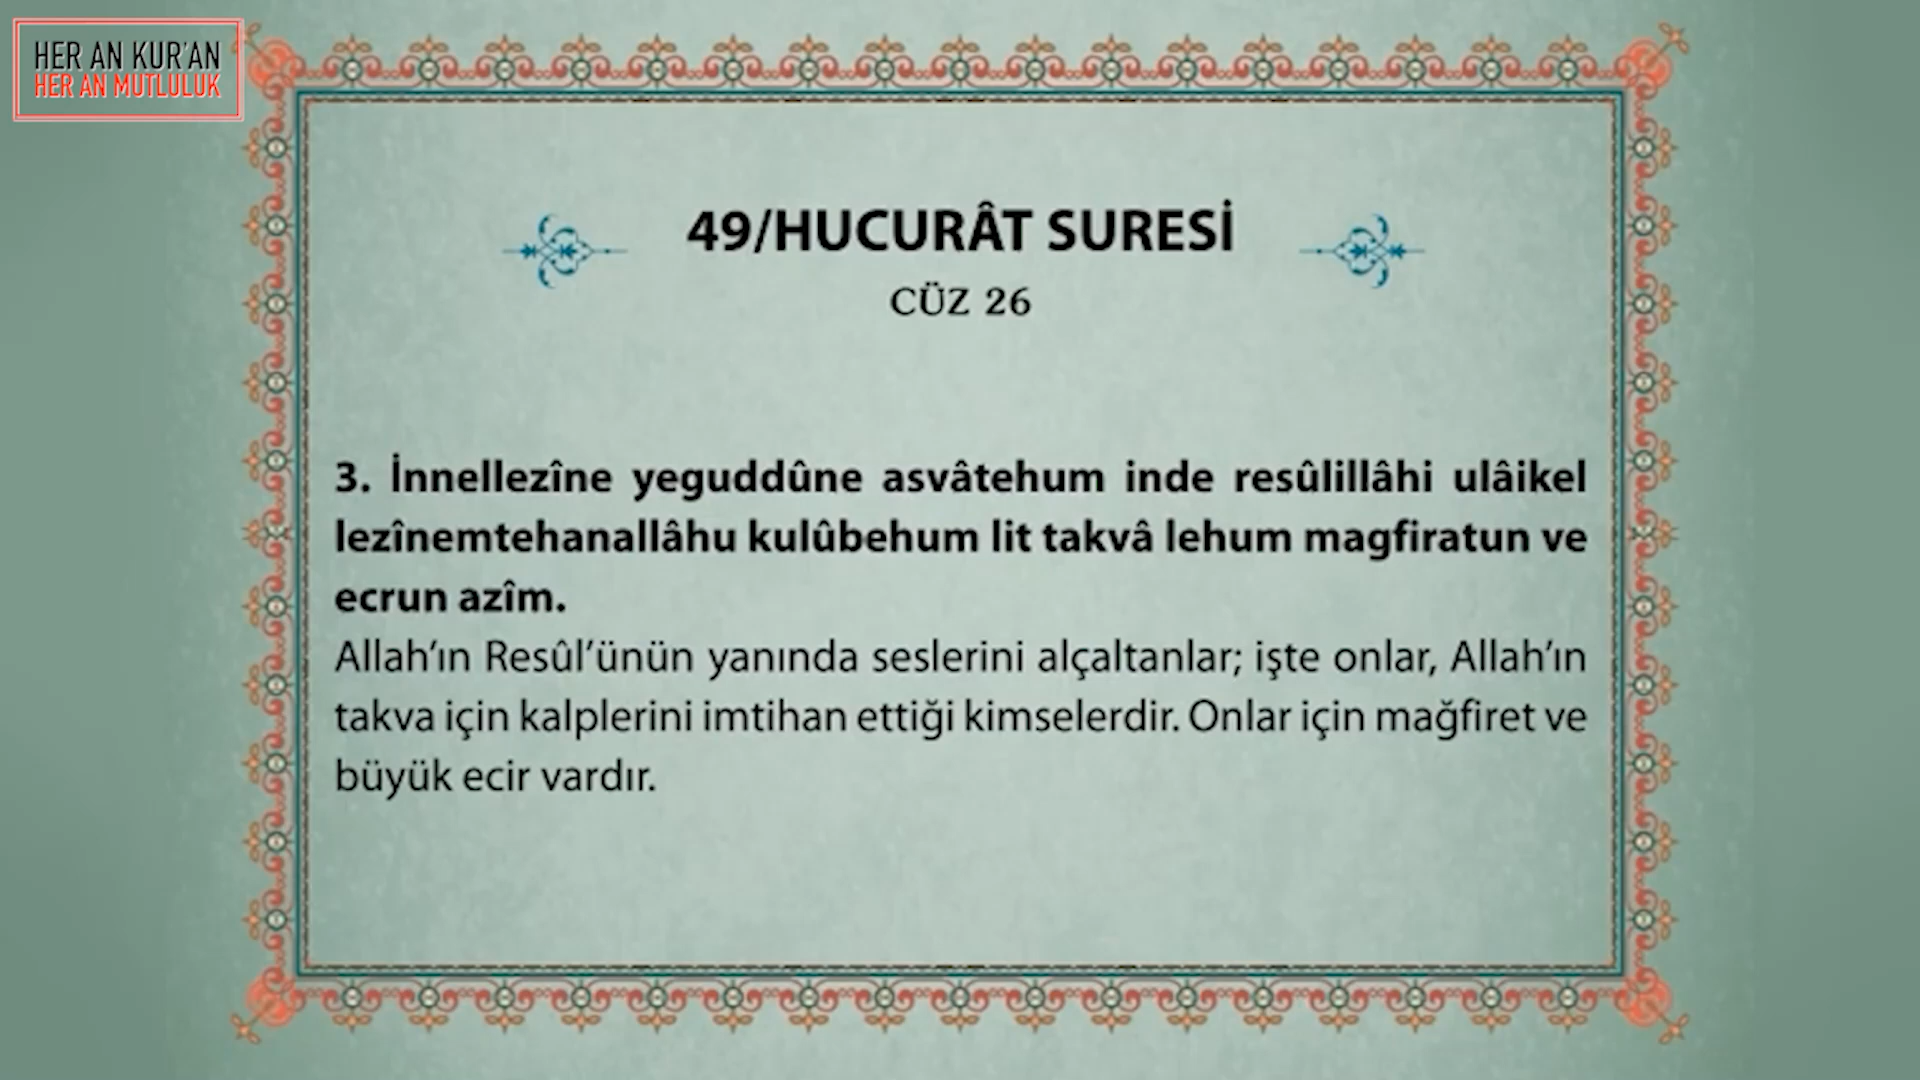 HER AN KUR'AN
HER AN MUTLULUK
49/HUCURÂT SURESİ
CÜZ 26
3. İnnellezîne yeguddûne asvâtehum inde resûlillâhi ulâikel
lezînemtehanallâhu kulûbehum lit takvâ lehum magfiratun ve
ecrun azîm.
Allah’ın Resûl’ünün yanında seslerini alçaltanlar; işte onlar, Allah’ın
takva için kalplerini imtihan ettiği kimselerdir. Onlar için mağfiret ve
büyük ecir vardır.